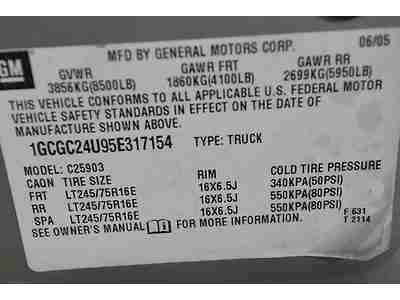 GM
MFD BY GENERAL MOTORS CORP. 06/05
GVWR GAWR FRT GAWR RR
3856KG(8500LB) 1860KG(4100LB) 2699KG(5950LB)
THIS VEHICLE CONFORMS TO ALL APPLICABLE U.S. FEDERAL MOTOR
VEHICLE SAFETY STANDARDS IN EFFECT ON THE DATE OF
MANUFACTURE SHOWN ABOVE.
1GCGC24U95E317154 TYPE: TRUCK
MODEL: C25903
CAON TIRE SIZE RIM COLD TIRE PRESSURE
FRT LT245/75R16E 16X6.5J 340KPA(50PSI)
RR LT245/75R16E 16X6.5J 550KPA(80PSI)
SPA LT245/75R16E 16X6.5J 550KPA(80PSI)
SEE OWNER'S MANUAL FOR MORE INFORMATION.
F 631
T 2114